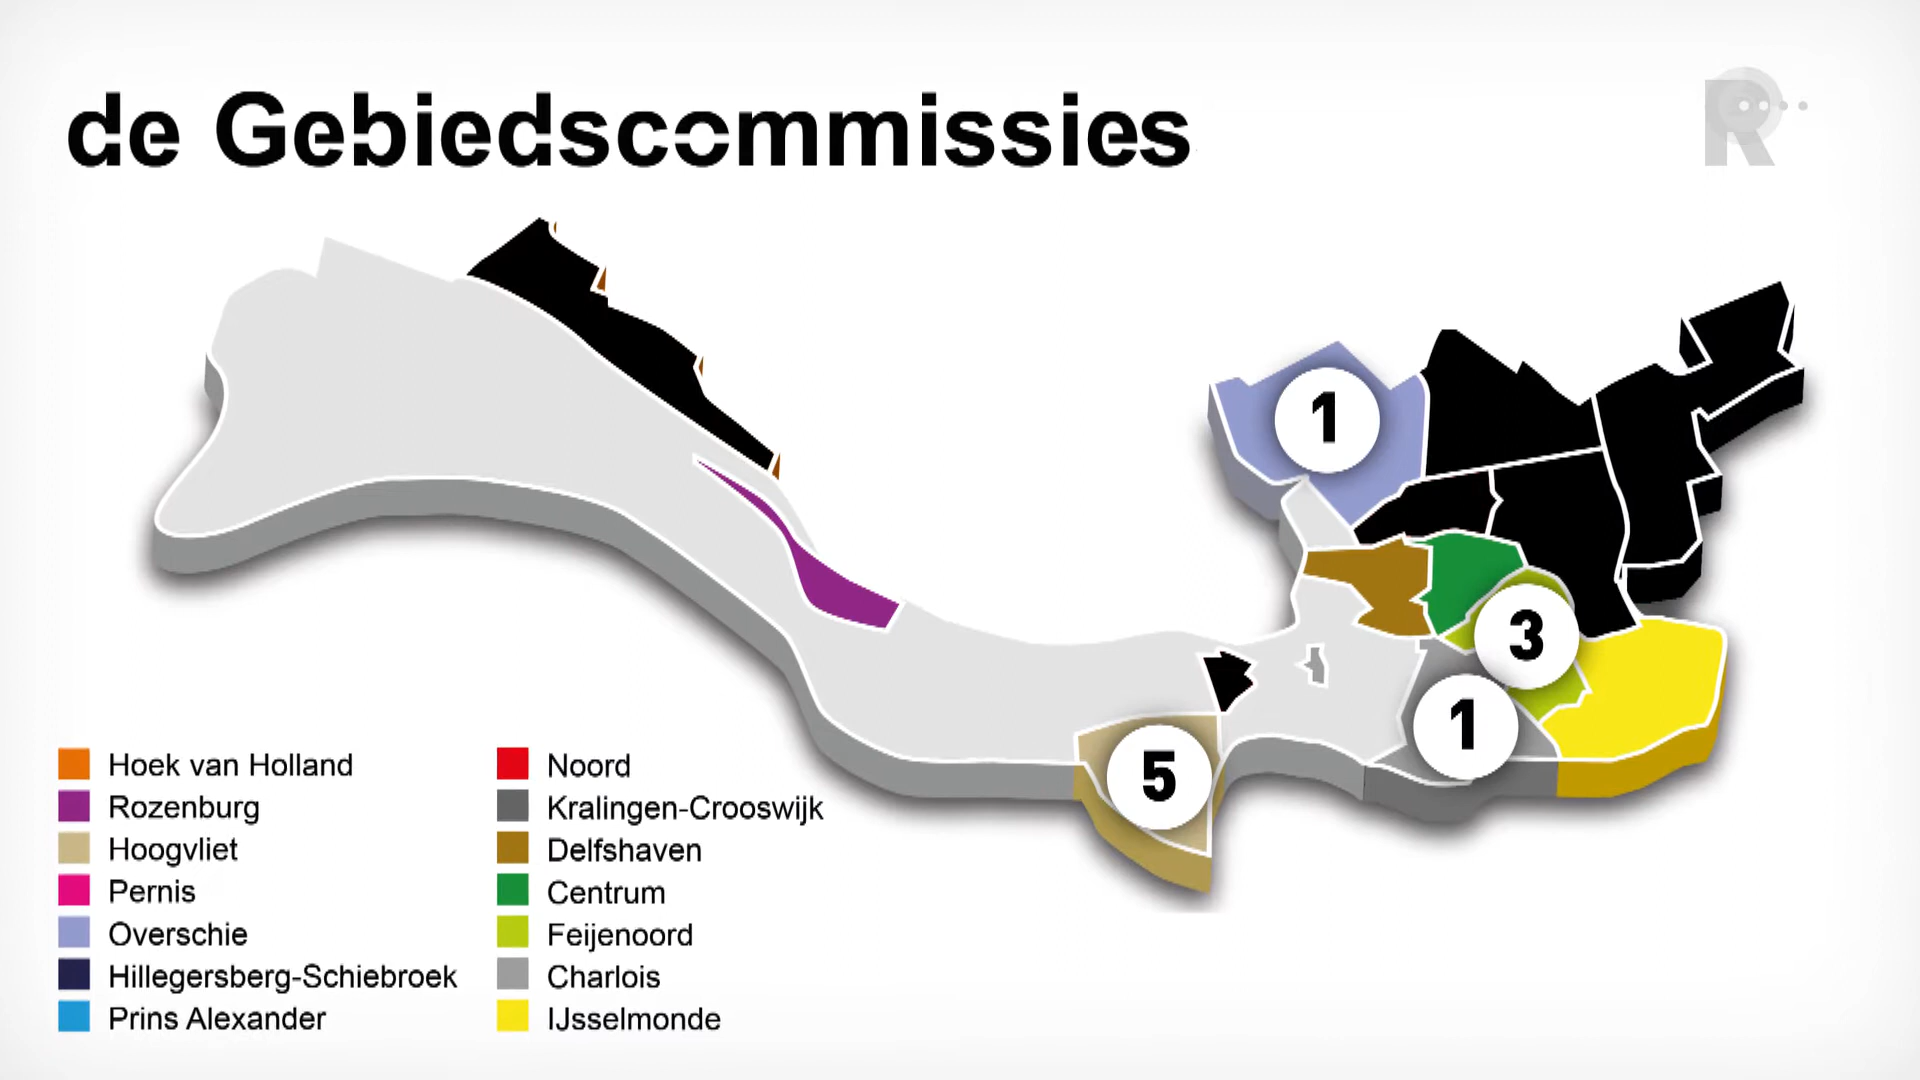 de Gebiedscommissies
R
1
3
1
5
Hoek van Holland
Rozenburg
Hoogvliet
Pernis
Overschie
Hillegersberg-Schiebroek
Prins Alexander
Noord
Kralingen-Crooswijk
Delfshaven
Centrum
Feijenoord
Charlois
IJsselmonde